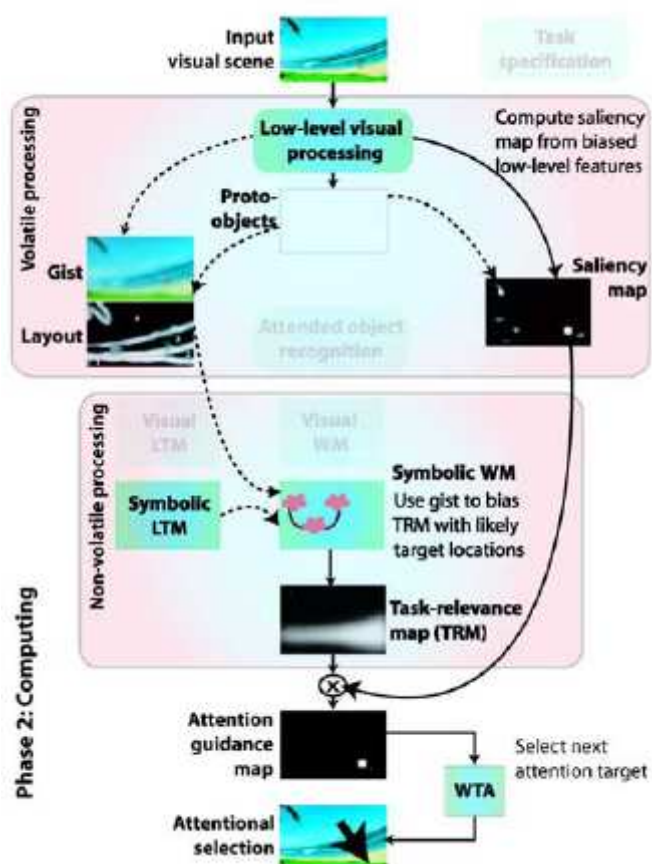 Input
visual scene
Task
specification
Volatile processing
Low-level visual
processing
Compute saliency
map from biased
low-level features
Proto-
objects
Gist
Saliency
map
Layout
Attended object
recognition
Non-volatile processing
Visual
LTM
Visual
WM
Symbolic
LTM
Symbolic WM
Use gist to bias
TRM with likely
target locations
Task-relevance
map (TRM)
Phase 2: Computing
Attention
guidance
map
Select next
attention target
WTA
Attentional
selection